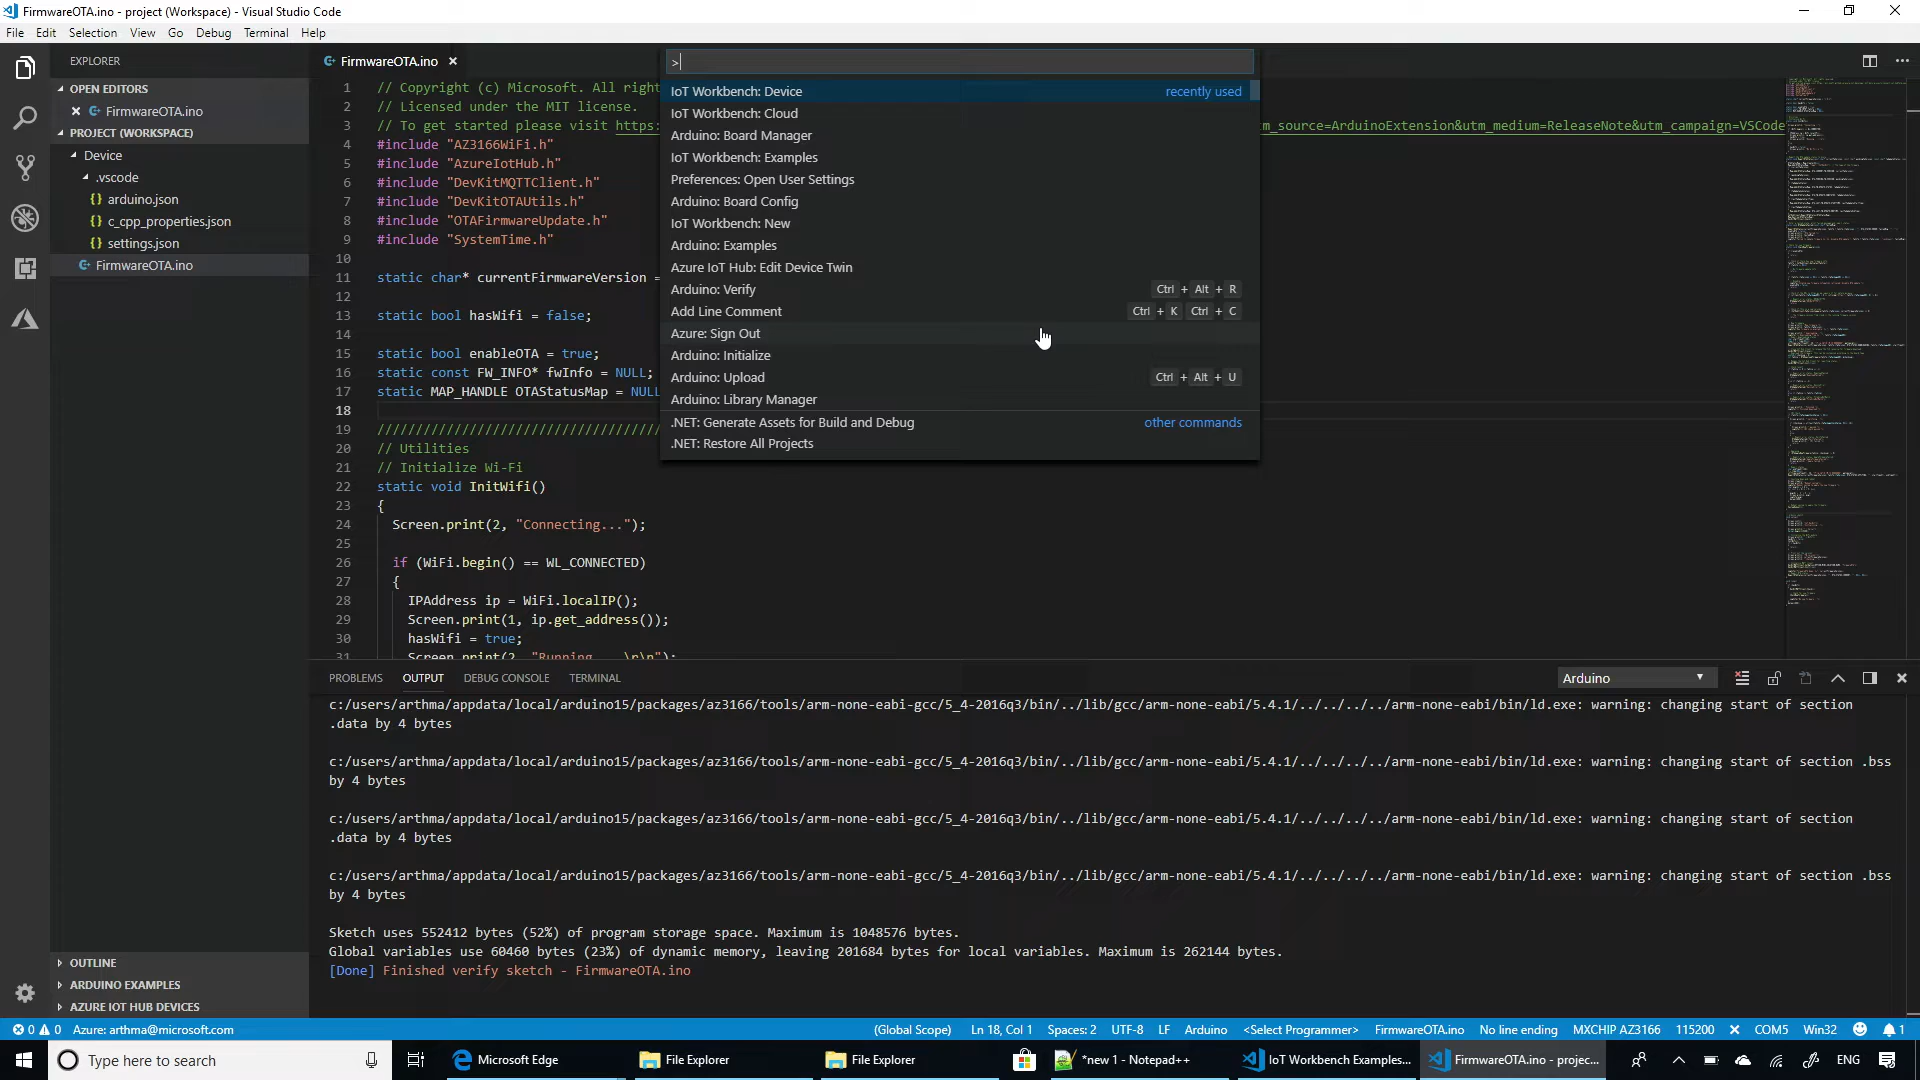 FirmwareOTA.ino - project (Workspace) - Visual Studio Code
File Edit Selection View Go Debug Terminal Help
EXPLORER
OPEN EDITORS
FirmwareOTA.ino
PROJECT (WORKSPACE)
Device
.vscode
arduino.json
c_cpp_properties.json
settings.json
FirmwareOTA.ino
OUTLINE
ARDUINO EXAMPLES
AZURE IOT HUB DEVICES
FirmwareOTA.ino
>
IoT Workbench: Device recently used
IoT Workbench: Cloud
Arduino: Board Manager
IoT Workbench: Examples
Preferences: Open User Settings
Arduino: Board Config
IoT Workbench: New
Arduino: Examples
Azure IoT Hub: Edit Device Twin
Arduino: Verify Ctrl + Alt + R
Add Line Comment Ctrl + K Ctrl + C
Azure: Sign Out
Arduino: Initialize
Arduino: Upload Ctrl + Alt + U
Arduino: Library Manager
.NET: Generate Assets for Build and Debug other commands
.NET: Restore All Projects
1 // Copyright (c) Microsoft. All right
2 // Licensed under the MIT license.
3 // To get started please visit https: m_source=ArduinoExtension&utm_medium=ReleaseNote&utm_campaign=VSCode
4 #include "AZ3166WiFi.h"
5 #include "AzureIotHub.h"
6 #include "DevKitMQTTClient.h"
7 #include "DevKitOTAUtils.h"
8 #include "OTAFirmwareUpdate.h"
9 #include "SystemTime.h"
10
11 static char* currentFirmwareVersion =
12
13 static bool hasWifi = false;
14
15 static bool enableOTA = true;
16 static const FW_INFO* fwInfo = NULL;
17 static MAP_HANDLE OTAStatusMap = NULL
18
19 /////////////////////////////////////
20 // Utilities
21 // Initialize Wi-Fi
22 static void InitWifi()
23 {
24 Screen.print(2, "Connecting...");
25
26 if (WiFi.begin() == WL_CONNECTED)
27 {
28 IPAddress ip = WiFi.localIP();
29 Screen.print(1, ip.get_address());
30 hasWifi = true;
31 Screen.print(2, "Running... \r\n");
PROBLEMS OUTPUT DEBUG CONSOLE TERMINAL Arduino
c:/users/arthma/appdata/local/arduino15/packages/az3166/tools/arm-none-eabi-gcc/5_4-2016q3/bin/../lib/gcc/arm-none-eabi/5.4.1/../../../../arm-none-eabi/bin/ld.exe: warning: changing start of section
.data by 4 bytes
c:/users/arthma/appdata/local/arduino15/packages/az3166/tools/arm-none-eabi-gcc/5_4-2016q3/bin/../lib/gcc/arm-none-eabi/5.4.1/../../../../arm-none-eabi/bin/ld.exe: warning: changing start of section .bss
by 4 bytes
c:/users/arthma/appdata/local/arduino15/packages/az3166/tools/arm-none-eabi-gcc/5_4-2016q3/bin/../lib/gcc/arm-none-eabi/5.4.1/../../../../arm-none-eabi/bin/ld.exe: warning: changing start of section
.data by 4 bytes
c:/users/arthma/appdata/local/arduino15/packages/az3166/tools/arm-none-eabi-gcc/5_4-2016q3/bin/../lib/gcc/arm-none-eabi/5.4.1/../../../../arm-none-eabi/bin/ld.exe: warning: changing start of section .bss
by 4 bytes
Sketch uses 552412 bytes (52%) of program storage space. Maximum is 1048576 bytes.
Global variables use 60460 bytes (23%) of dynamic memory, leaving 201684 bytes for local variables. Maximum is 262144 bytes.
[Done] Finished verify sketch - FirmwareOTA.ino
0 0 Azure: arthma@microsoft.com (Global Scope) Ln 18, Col 1 Spaces: 2 UTF-8 LF Arduino <Select Programmer> FirmwareOTA.ino No line ending MXCHIP AZ3166 115200 COM5 Win32 1
Type here to search Microsoft Edge File Explorer File Explorer *new 1 - Notepad++ IoT Workbench Examples... FirmwareOTA.ino - projec... ENG